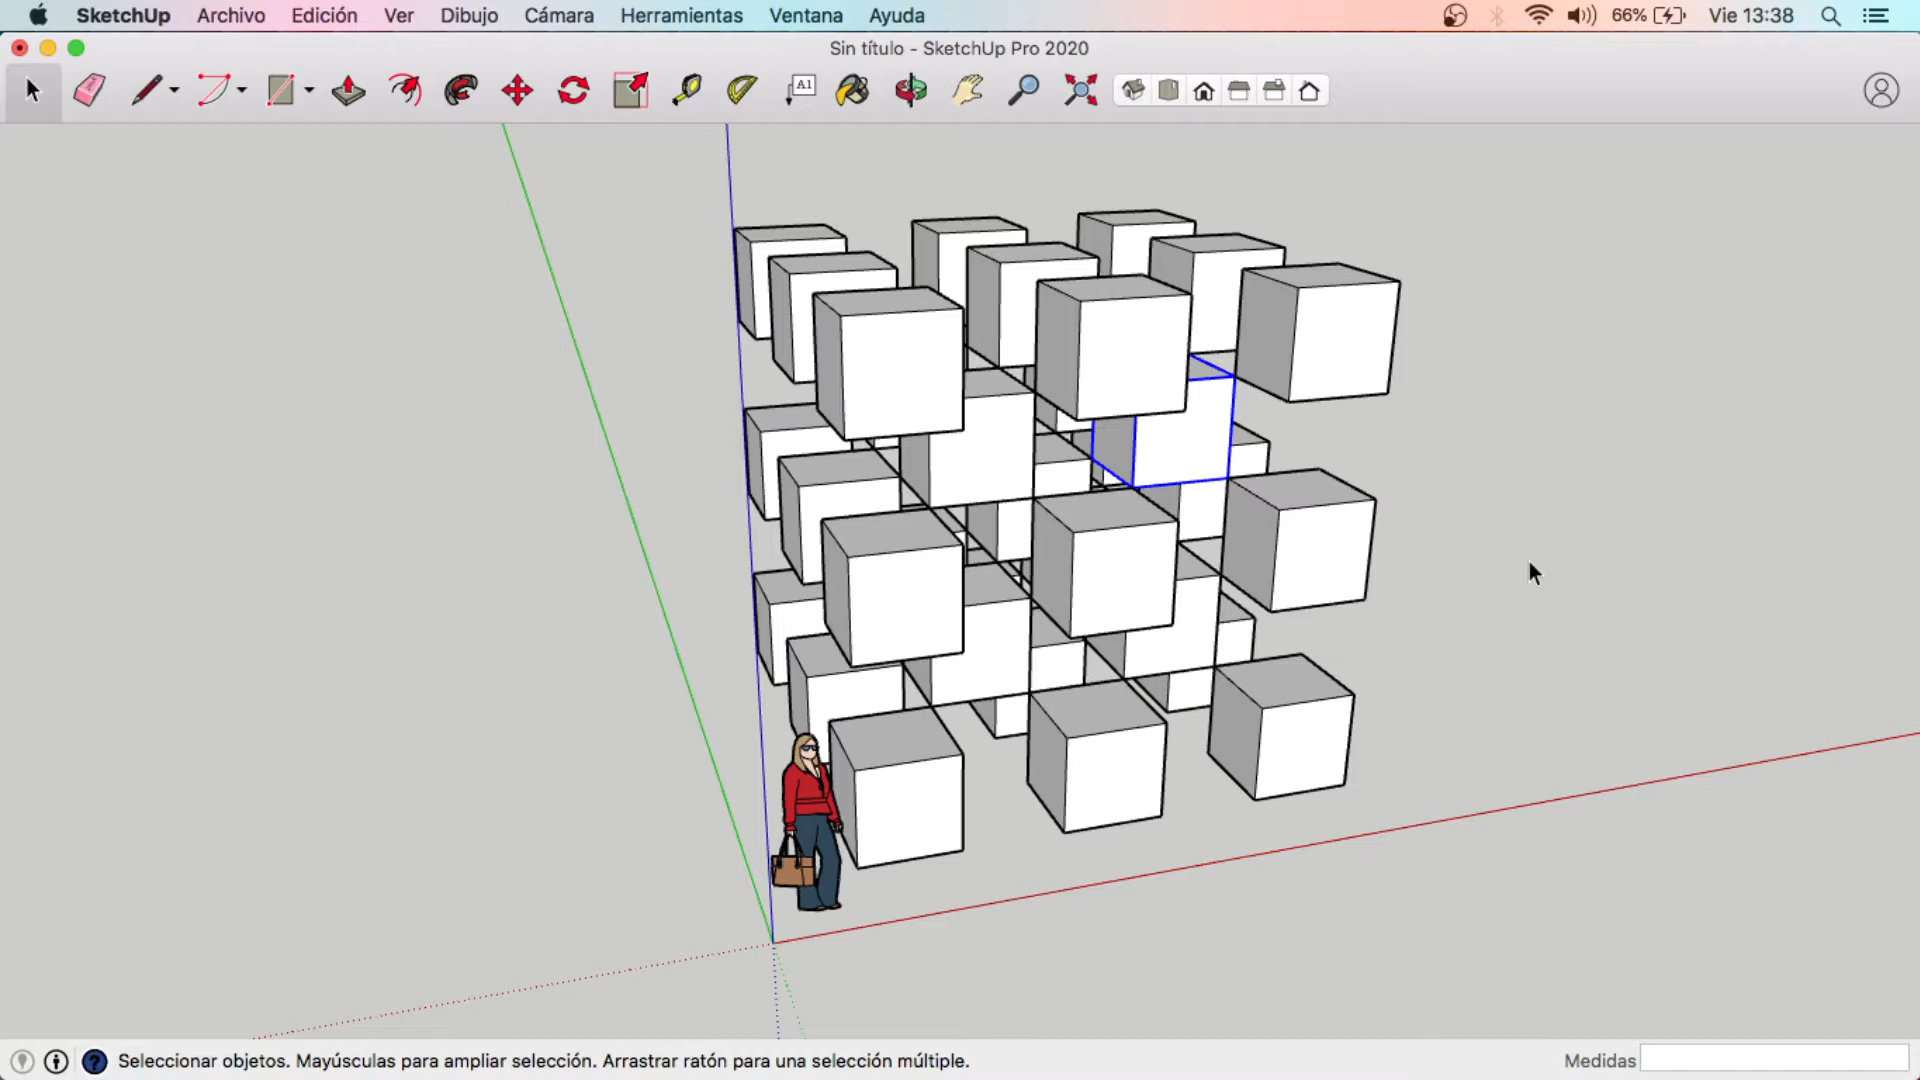 SketchUp Archivo Edición Ver Dibujo Cámara Herramientas Ventana Ayuda 66% Vie 13:38
Sin título - SketchUp Pro 2020
A1
Seleccionar objetos. Mayúsculas para ampliar selección. Arrastrar ratón para una selección múltiple. Medidas